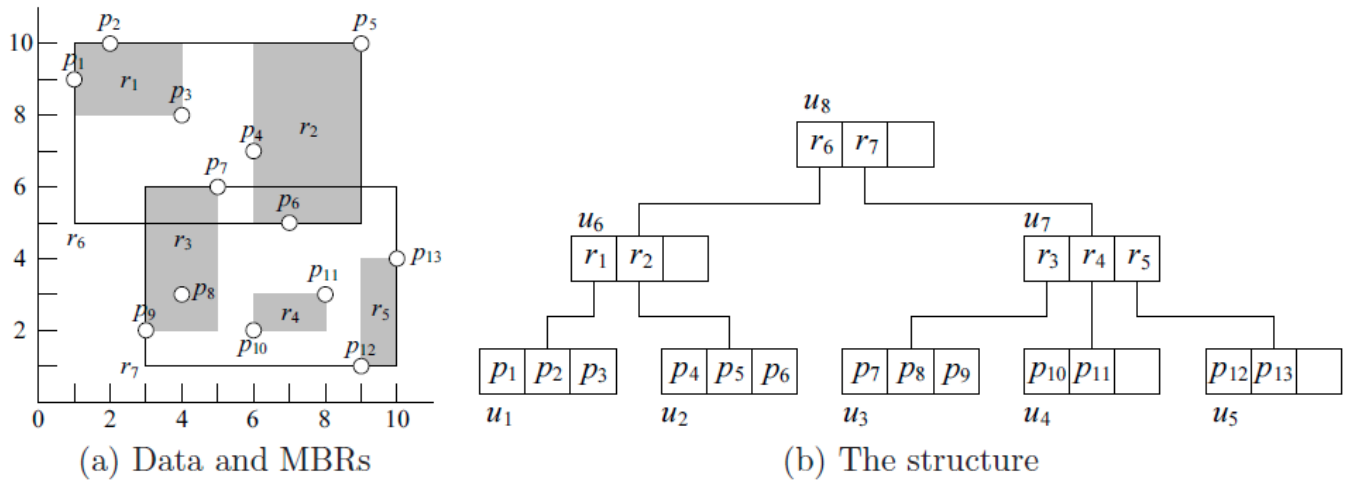 p2 p5
10
p1 r1
p3
8
r2
p4
p7
6
p6
r6 r3
4
p13
p11
p8
r4 r5
p9
2
p10
p12
r7
0 2 4 6 8 10
(a) Data and MBRs
u8
r6 r7
u6 u7
r1 r2 r3 r4 r5
p1 p2 p3 p4 p5 p6 p7 p8 p9 p10 p11 p12 p13
u1 u2 u3 u4 u5
(b) The structure